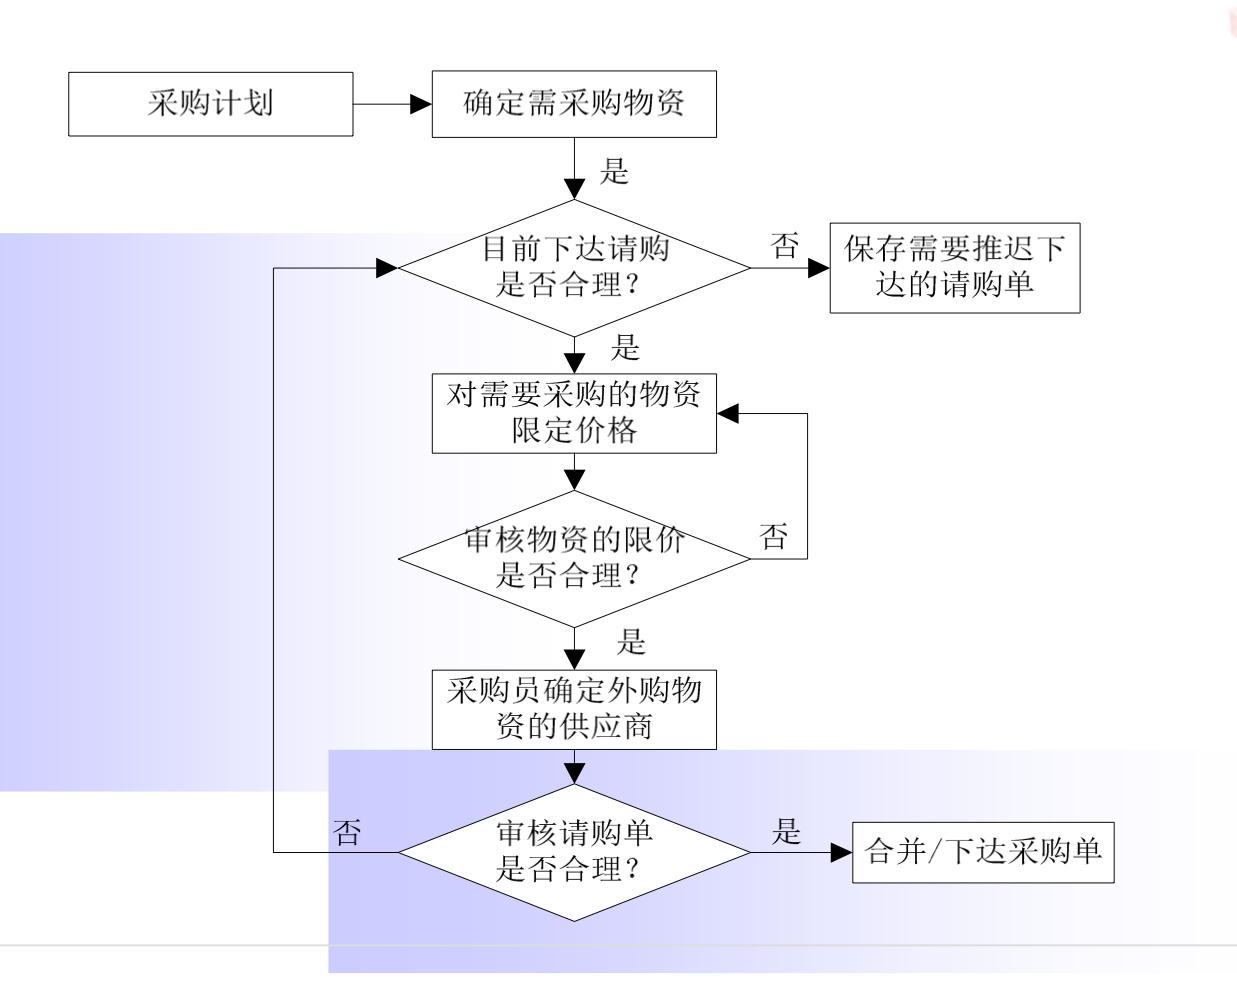 采购计划
确定需采购物资
是
目前下达请购
是否合理？
否
保存需要推迟下
达的请购单
是
对需要采购的物资
限定价格
审核物资的限价
是否合理？
否
是
采购员确定外购物
资的供应商
否
审核请购单
是否合理？
是
合并/下达采购单